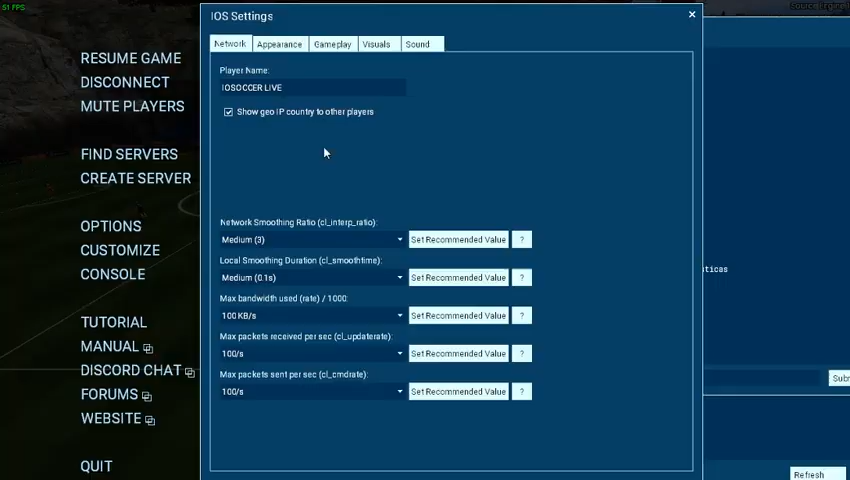 51 FPS
IOS Settings
Network
Appearance
Gameplay
Visuals
Sound
Player Name:
IOSOCCER LIVE
Show geo IP country to other players
Network Smoothing Ratio (cl_interp_ratio):
Medium (3)
Set Recommended Value
?
Local Smoothing Duration (cl_smoothtime):
Medium (0.1s)
Set Recommended Value
?
Max bandwidth used (rate) / 1000:
100 KB/s
Set Recommended Value
?
Max packets received per sec (cl_updaterate):
100/s
Set Recommended Value
?
Max packets sent per sec (cl_cmdrate):
100/s
Set Recommended Value
?
RESUME GAME
DISCONNECT
MUTE PLAYERS
FIND SERVERS
CREATE SERVER
OPTIONS
CUSTOMIZE
CONSOLE
TUTORIAL
MANUAL
DISCORD CHAT
FORUMS
WEBSITE
QUIT
ticas
Subm
Refresh